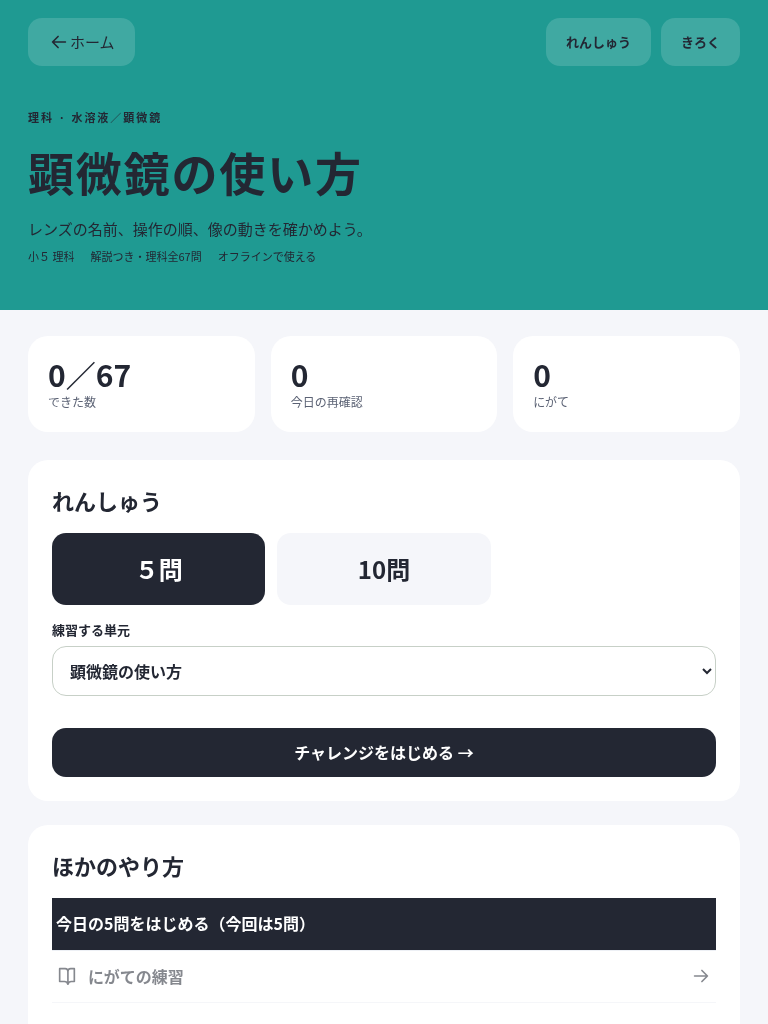 ← ホーム
れんしゅう
きろく
理科 · 水溶液／顕微鏡
顕微鏡の使い方
レンズの名前、操作の順、像の動きを確かめよう。
小５ 理科 解説つき・理科全67問 オフラインで使える
0／67
できた数
0
今日の再確認
0
にがて
れんしゅう
５問
10問
練習する単元
顕微鏡の使い方
チャレンジをはじめる →
ほかのやり方
今日の5問をはじめる（今回は5問）
にがての練習